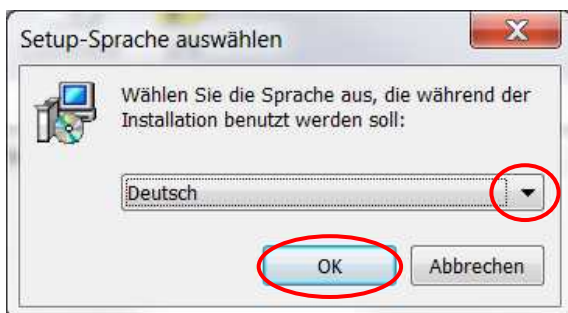 Setup-Sprache auswählen
Wählen Sie die Sprache aus, die während der
Installation benutzt werden soll:
Deutsch
OK
Abbrechen